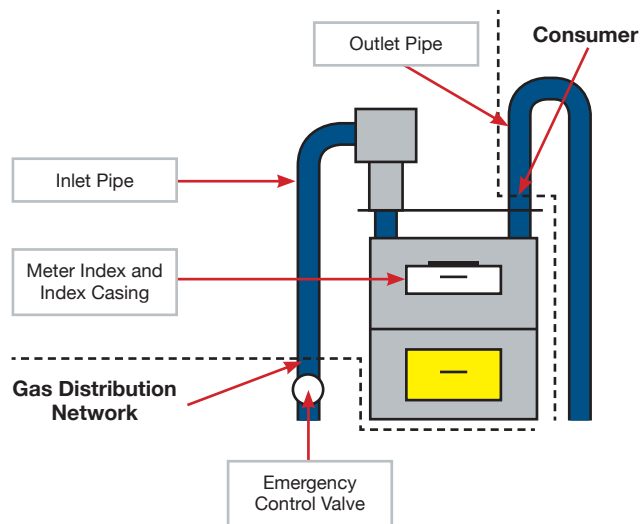 Outlet Pipe
Consumer
Inlet Pipe
Meter Index and
Index Casing
Gas Distribution
Network
Emergency
Control Valve